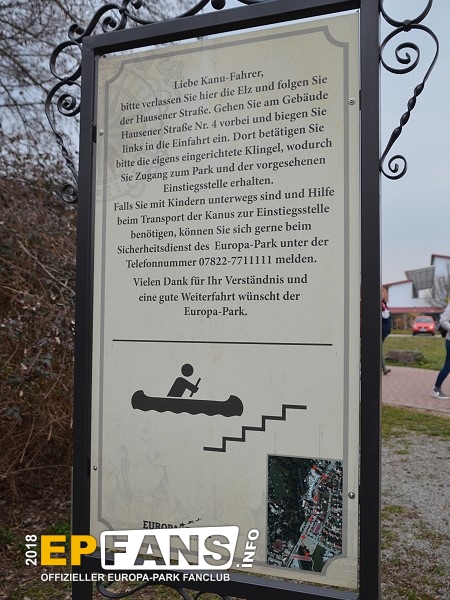 Liebe Kanu-Fahrer,
bitte verlassen Sie hier die Elz und folgen Sie
der Hausener Straße. Gehen Sie am Gebäude
Hausener Straße Nr. 4 vorbei und biegen Sie
links in die Einfahrt ein. Dort betätigen Sie
bitte die eigens eingerichtete Klingel, wodurch
Sie Zugang zum Park und der vorgesehenen
Einstiegsstelle erhalten.
Falls Sie mit Kindern unterwegs sind und Hilfe
beim Transport der Kanus zur Einstiegsstelle
benötigen, können Sie sich gerne beim
Sicherheitsdienst des Europa-Park unter der
Telefonnummer 07822-7711111 melden.
Vielen Dank für Ihr Verständnis und
eine gute Weiterfahrt wünscht der
Europa-Park.
2018 EPFANS.iNFO
OFFIZIELLER EUROPA-PARK FANCLUB